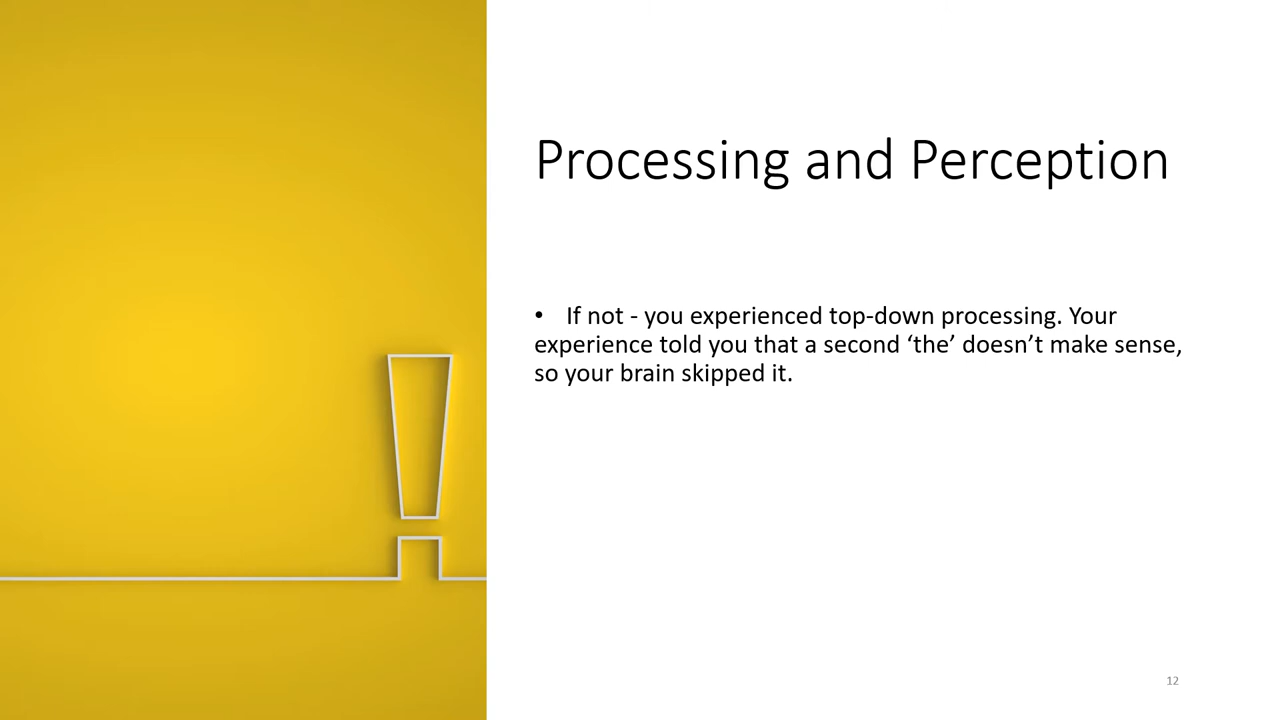 Processing and Perception
• If not - you experienced top-down processing. Your
experience told you that a second ‘the’ doesn’t make sense,
so your brain skipped it.
12